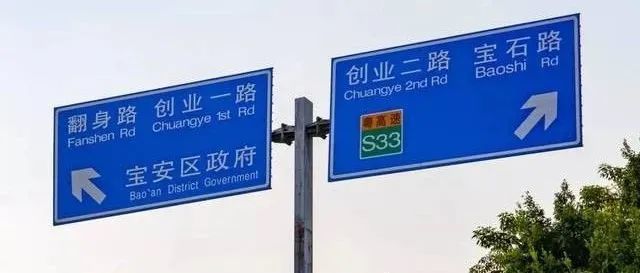 翻身路 创业一路
Fanshen Rd Chuangye 1st Rd
宝安区政府
Bao'an District Government
创业二路 宝石路
Chuangye 2nd Rd Baoshi Rd
粤高速
S33